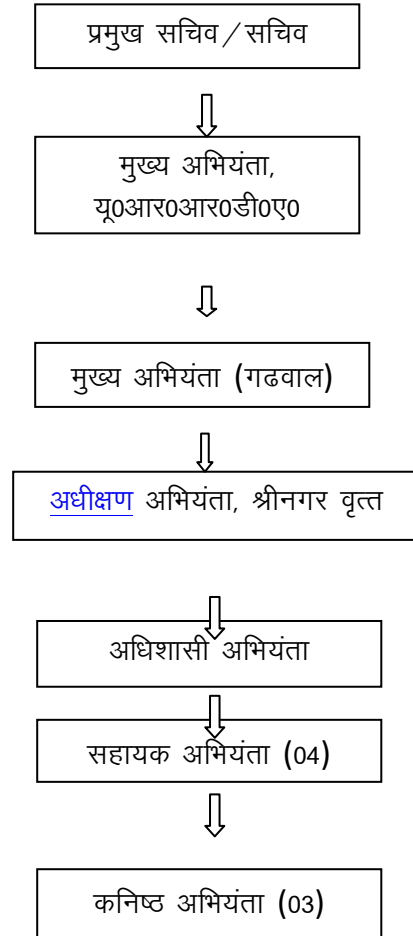 प्रमुख सचिव/सचिव
मुख्य अभियंता,
यू0आर0आर0डी0ए0
मुख्य अभियंता (गढवाल)
अधीक्षण अभियंता, श्रीनगर वृत्त
अधिशासी अभियंता
सहायक अभियंता (04)
कनिष्ठ अभियंता (03)